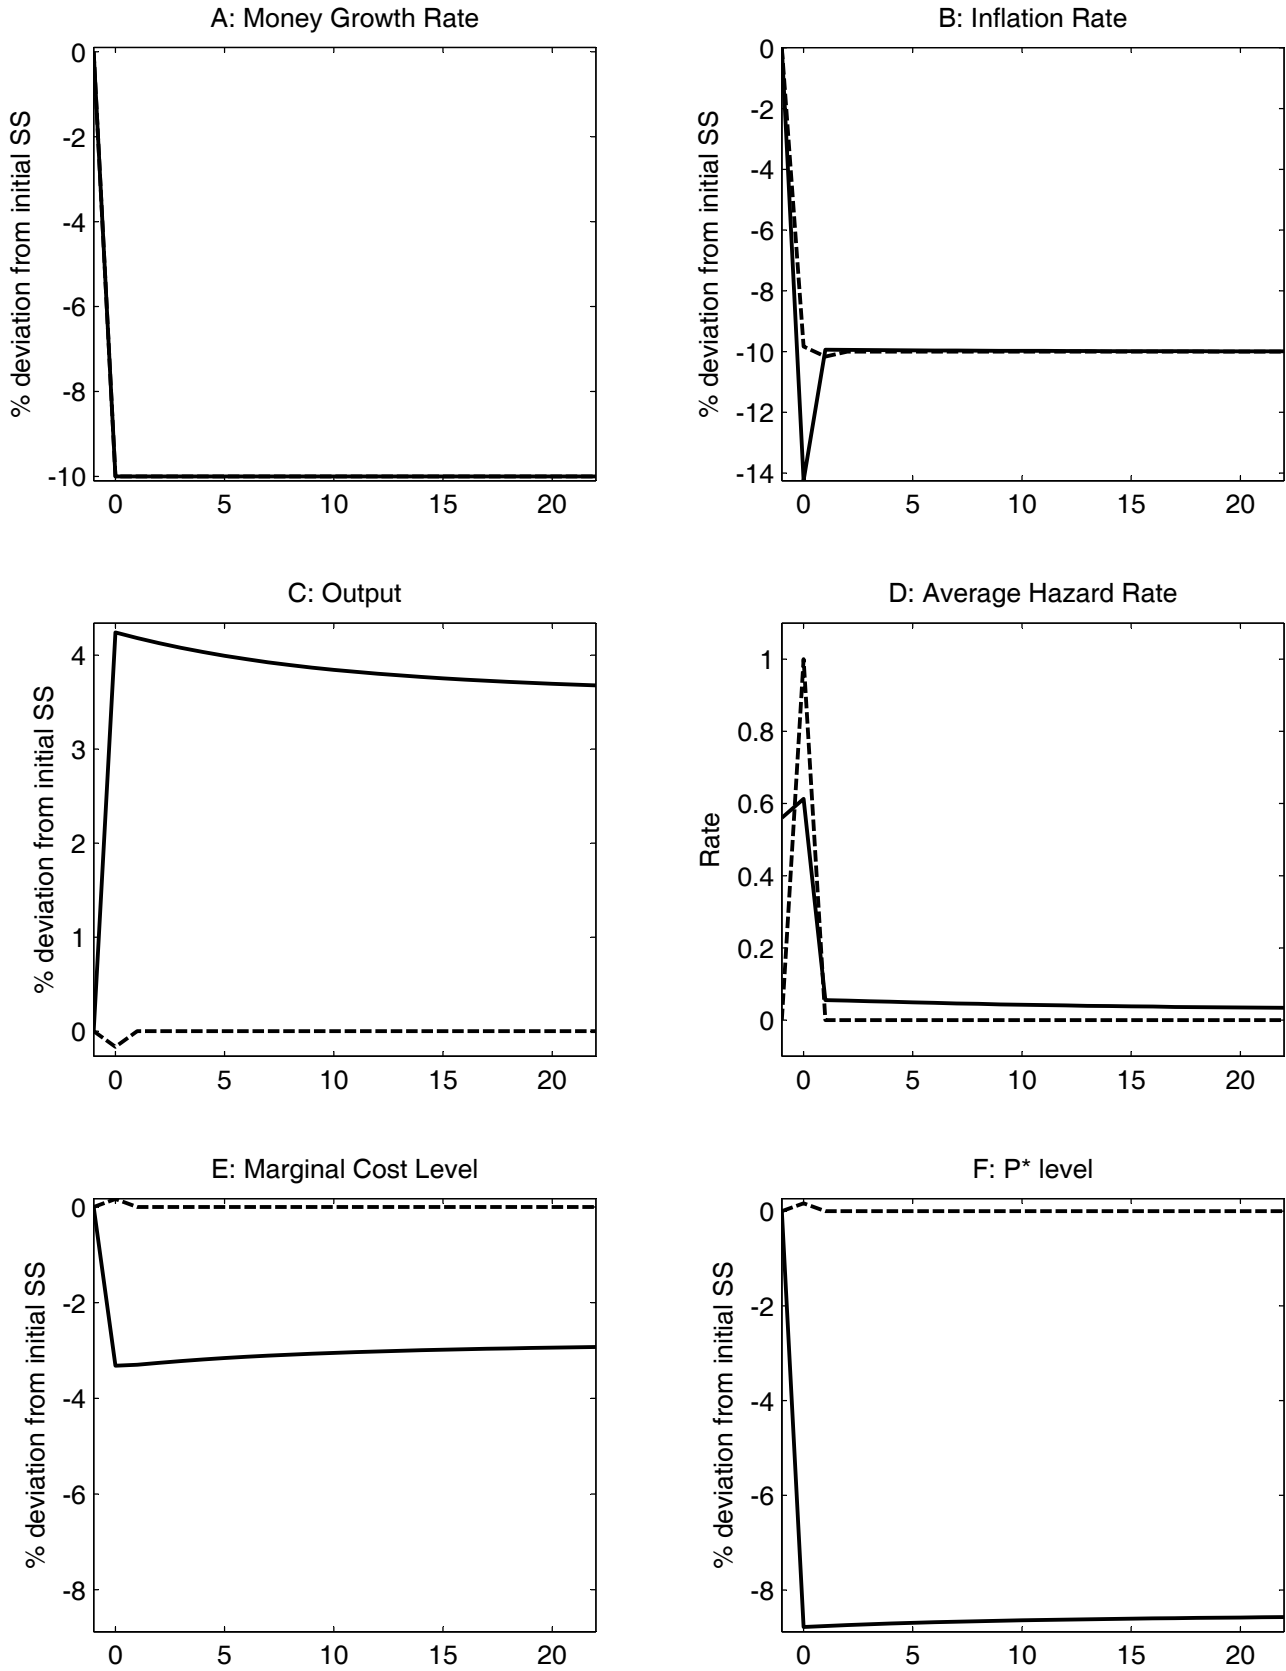 A: Money Growth Rate
% deviation from initial SS
0
-2
-4
-6
-8
-10
0 5 10 15 20
B: Inflation Rate
% deviation from initial SS
0
-2
-4
-6
-8
-10
-12
-14
0 5 10 15 20
C: Output
% deviation from initial SS
4
3
2
1
0
0 5 10 15 20
D: Average Hazard Rate
Rate
1
0.8
0.6
0.4
0.2
0
0 5 10 15 20
E: Marginal Cost Level
% deviation from initial SS
0
-2
-4
-6
-8
0 5 10 15 20
F: P* level
% deviation from initial SS
0
-2
-4
-6
-8
0 5 10 15 20